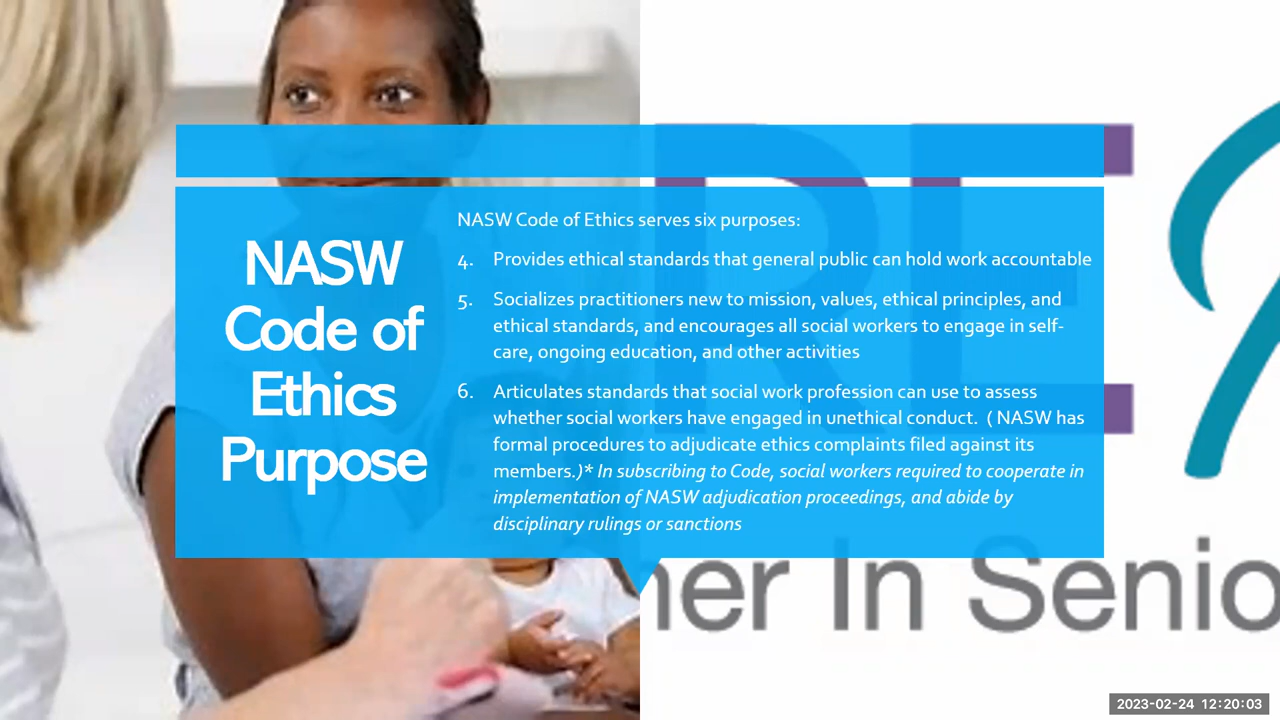 NASW
Code of
Ethics
Purpose
NASW Code of Ethics serves six purposes:
4. Provides ethical standards that general public can hold work accountable
5. Socializes practitioners new to mission, values, ethical principles, and
ethical standards, and encourages all social workers to engage in self-
care, ongoing education, and other activities
6. Articulates standards that social work profession can use to assess
whether social workers have engaged in unethical conduct. ( NASW has
formal procedures to adjudicate ethics complaints filed against its
members.)* In subscribing to Code, social workers required to cooperate in
implementation of NASW adjudication proceedings, and abide by
disciplinary rulings or sanctions
RE
ner In Senio
2023-02-24 12:20:03